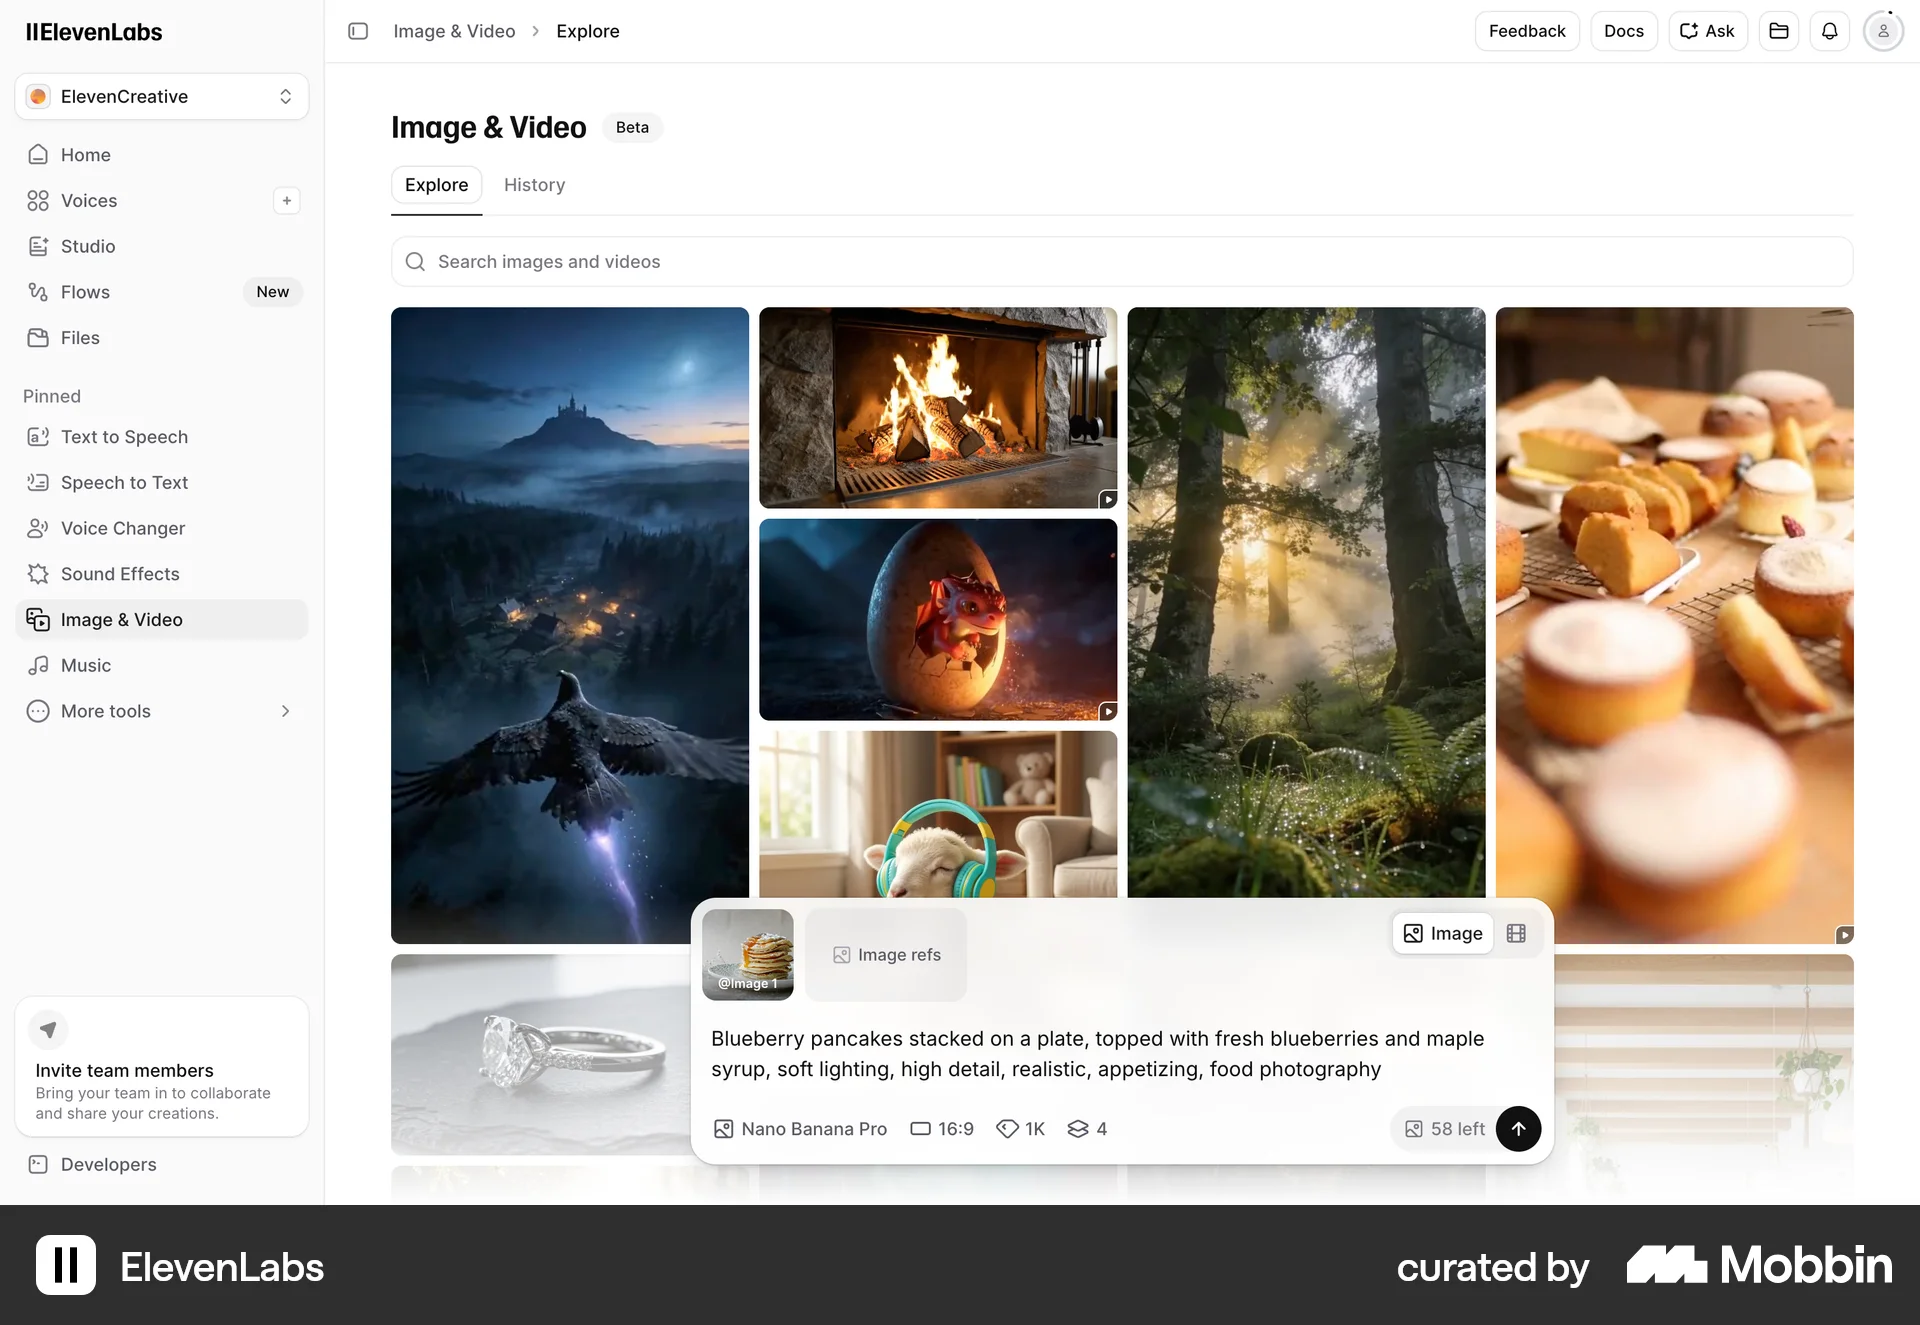 IIElevenLabs
ElevenCreative
Home
Voices
Studio
Flows
New
Files
Pinned
Text to Speech
Speech to Text
Voice Changer
Sound Effects
Image & Video
Music
More tools
Invite team members
Bring your team in to collaborate
and share your creations.
Developers
Image & Video > Explore
Feedback
Docs
Ask
Image & Video
Beta
Explore
History
Search images and videos
@Image 1
Image refs
Image
Blueberry pancakes stacked on a plate, topped with fresh blueberries and maple
syrup, soft lighting, high detail, realistic, appetizing, food photography
Nano Banana Pro
16:9
1K
4
58 left
ElevenLabs
curated by Mobbin